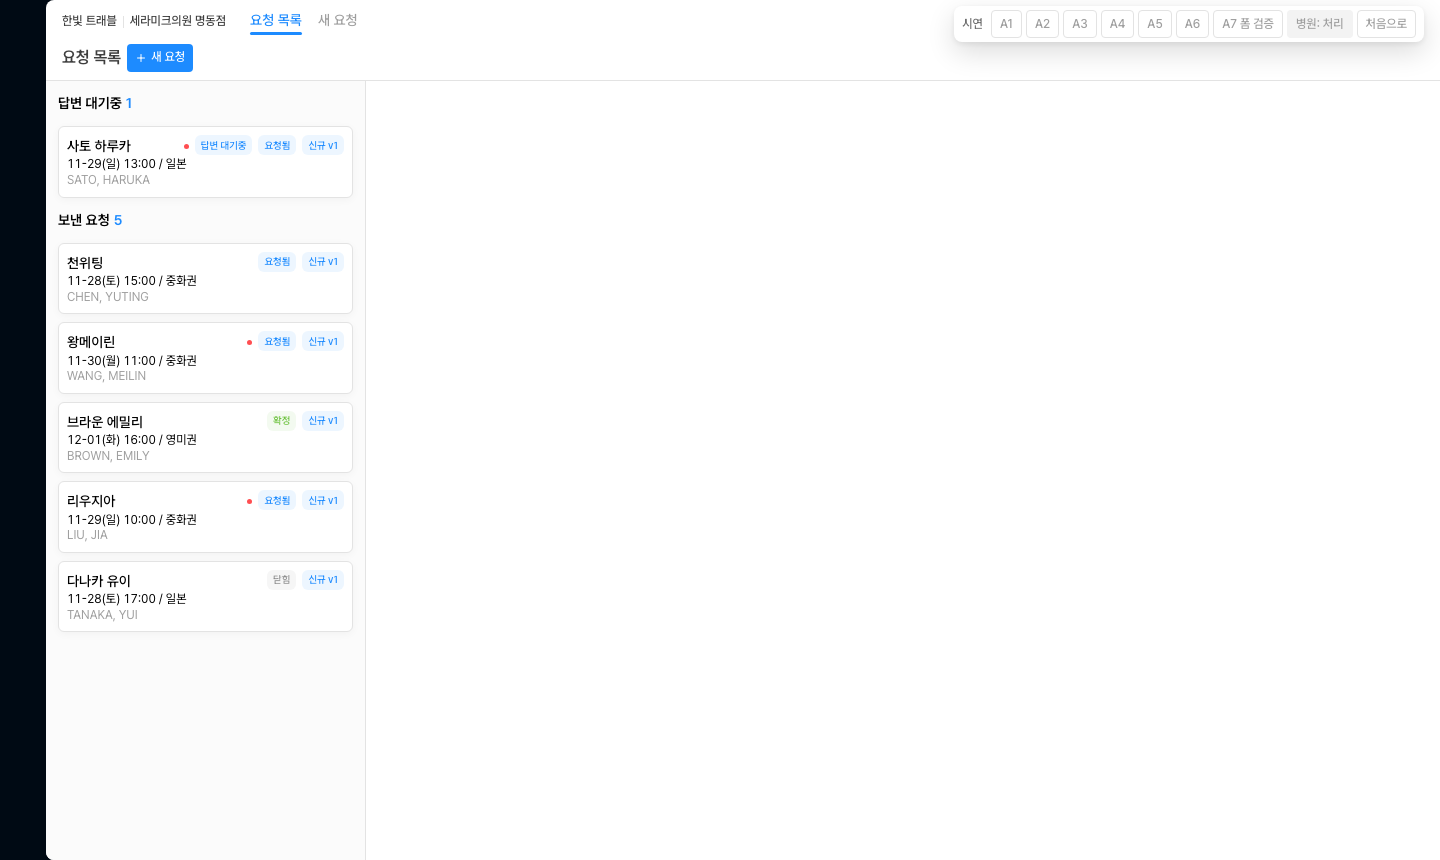 한빛 트래블 세라미크의원 명동점 요청 목록 새 요청
시연 A1 A2 A3 A4 A5 A6 A7 폼 검증 병원: 처리 처음으로
요청 목록 + 새 요청
답변 대기중 1
사토 하루카 답변 대기중 요청됨 신규 v1
11-29(일) 13:00 / 일본
SATO, HARUKA
보낸 요청 5
천위팅 요청됨 신규 v1
11-28(토) 15:00 / 중화권
CHEN, YUTING
왕메이린 요청됨 신규 v1
11-30(월) 11:00 / 중화권
WANG, MEILIN
브라운 에밀리 확정 신규 v1
12-01(화) 16:00 / 영미권
BROWN, EMILY
리우지아 요청됨 신규 v1
11-29(일) 10:00 / 중화권
LIU, JIA
다나카 유이 닫힘 신규 v1
11-28(토) 17:00 / 일본
TANAKA, YUI